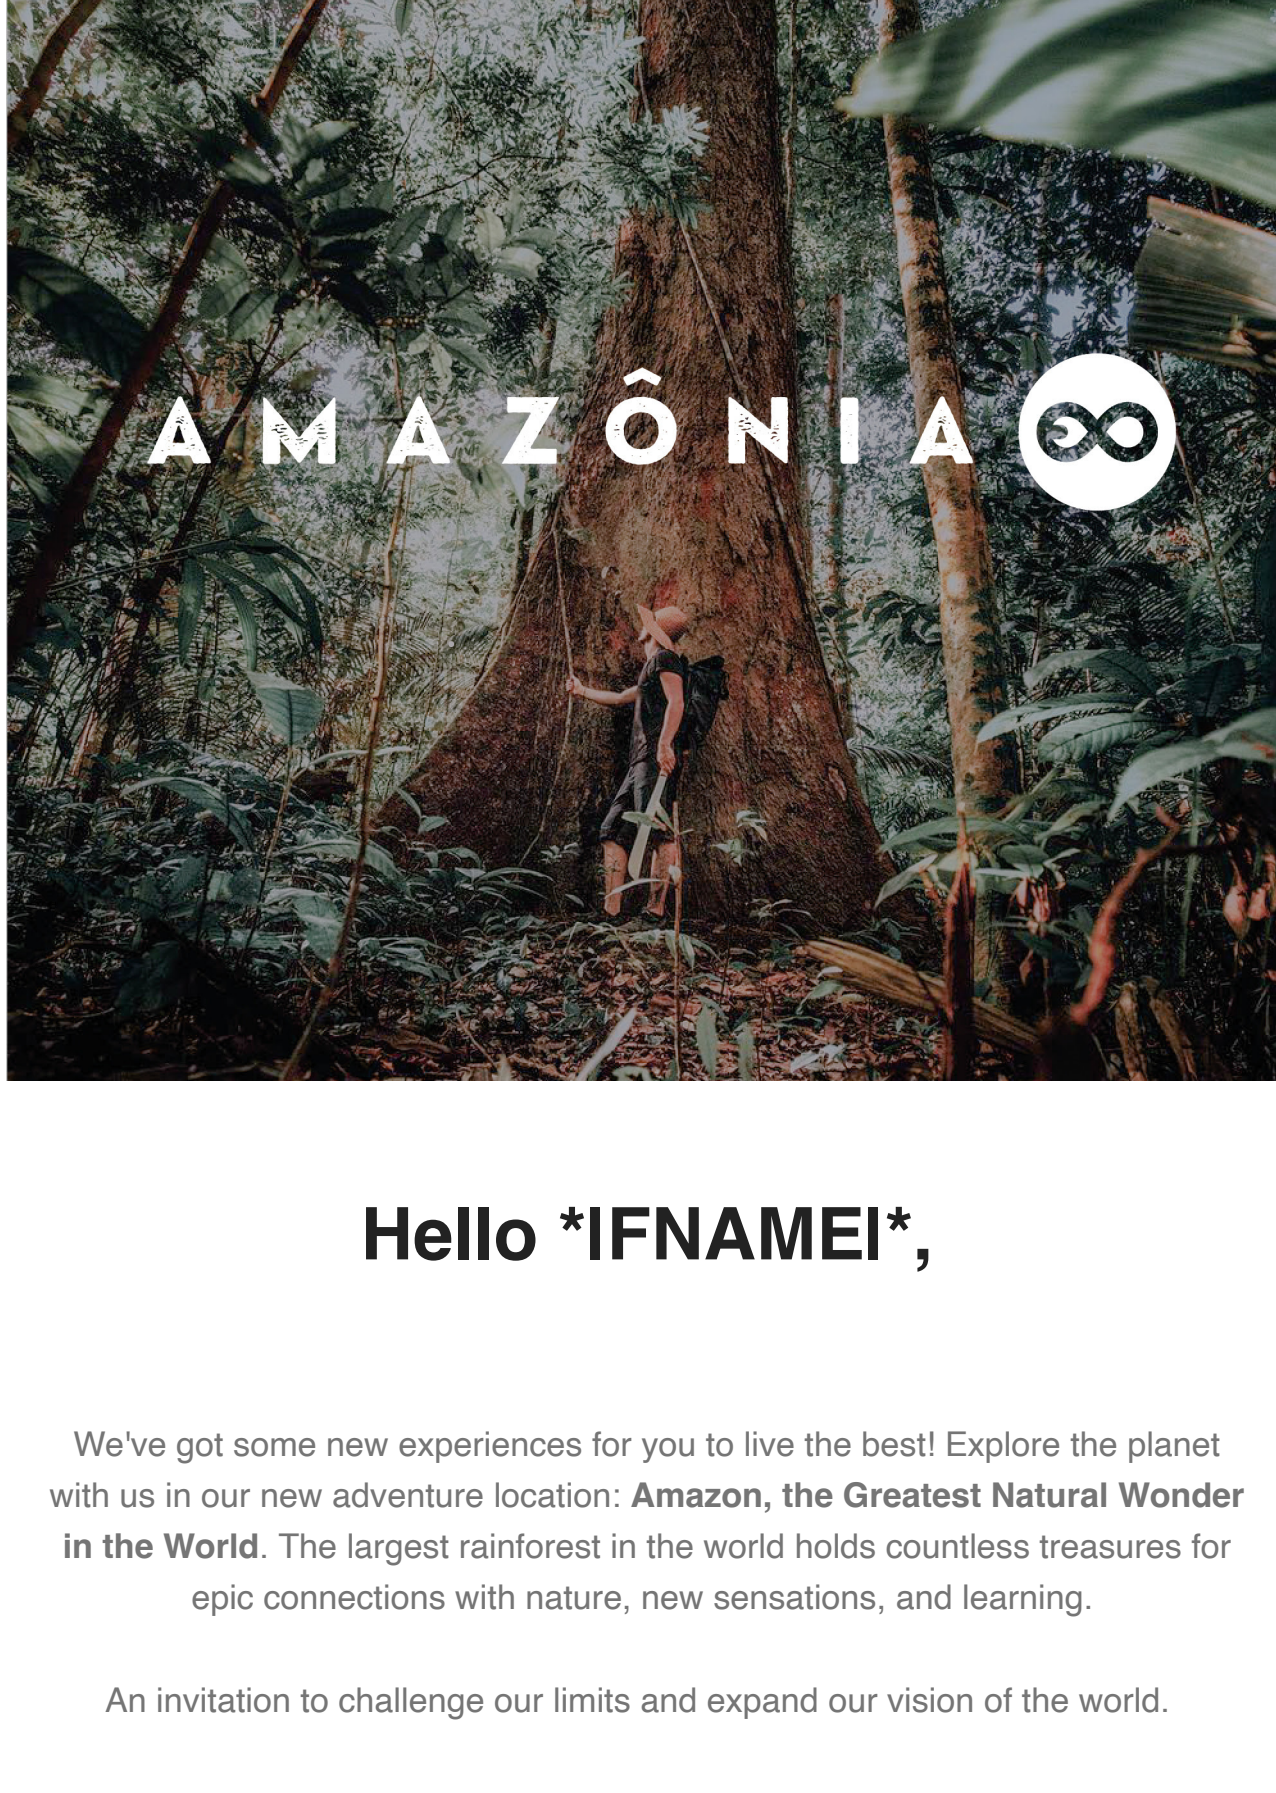 AMAZÔNIA
Hello *IFNAMEI*,
We've got some new experiences for you to live the best! Explore the planet
with us in our new adventure location: Amazon, the Greatest Natural Wonder
in the World. The largest rainforest in the world holds countless treasures for
epic connections with nature, new sensations, and learning.
An invitation to challenge our limits and expand our vision of the world.